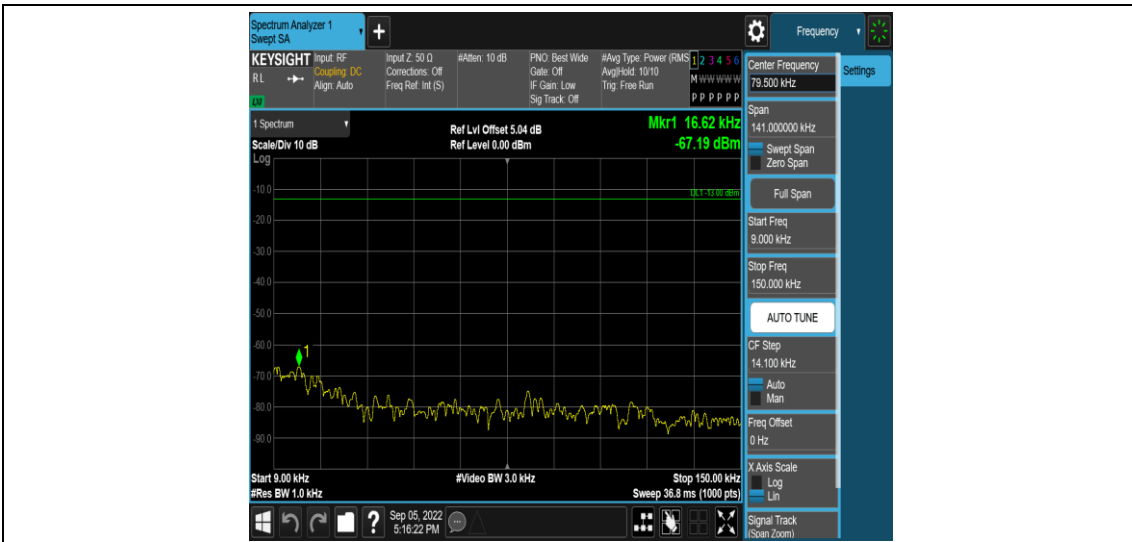 Spectrum Analyzer 1
Swept SA
+
Frequency
KEYSIGHT
RL
LXI
Input: RF
Coupling: DC
Align: Auto
Input Z: 50 Ω
Corrections: Off
Freq Ref: Int (S)
#Atten: 10 dB
PNO: Best Wide
Gate: Off
IF Gain: Low
Sig Track: Off
#Avg Type: Power (RMS
Avg|Hold: 10/10
Trig: Free Run
1 2 3 4 5 6
M W W W W W
P P P P P P
Center Frequency
79.500 kHz
Settings
Span
141.000000 kHz
Swept Span
Zero Span
Full Span
Start Freq
9.000 kHz
Stop Freq
150.000 kHz
AUTO TUNE
CF Step
14.100 kHz
Auto
Man
Freq Offset
0 Hz
X Axis Scale
Log
Lin
Signal Track
(Span Zoom)
1 Spectrum
Scale/Div 10 dB
Log
Ref Lvl Offset 5.04 dB
Ref Level 0.00 dBm
Mkr1 16.62 kHz
-67.19 dBm
DL1 -13.00 dBm
-10.0
-20.0
-30.0
-40.0
-50.0
-60.0
-70.0
-80.0
-90.0
1
Start 9.00 kHz
#Video BW 3.0 kHz
Stop 150.00 kHz
#Res BW 1.0 kHz
Sweep 36.8 ms (1000 pts)
?
Sep 05, 2022
5:16:22 PM